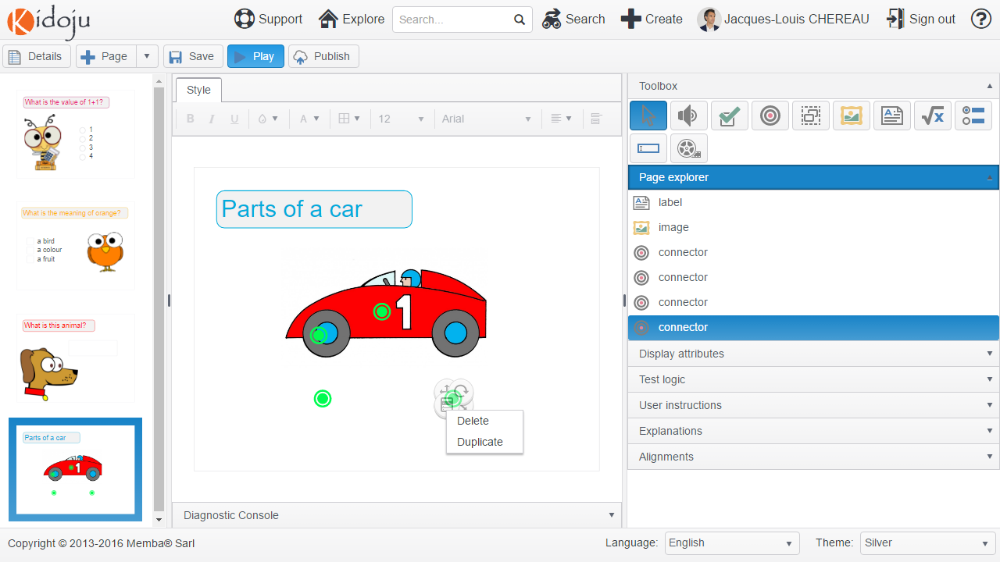 Kidoju
Support
Explore
Search...
Search
Create
Jacques-Louis CHEREAU
Sign out
Details
Page
Save
Play
Publish
What is the value of 1+1?
1
2
3
4
What is the meaning of orange?
a bird
a colour
a fruit
What is this animal?
Parts of a car
1
Style
B I U
A
12
Arial
Parts of a car
1
Delete
Duplicate
Diagnostic Console
Toolbox
Page explorer
label
image
connector
connector
connector
connector
Display attributes
Test logic
User instructions
Explanations
Alignments
Copyright © 2013-2016 Memba® Sarl
Language: English
Theme: Silver